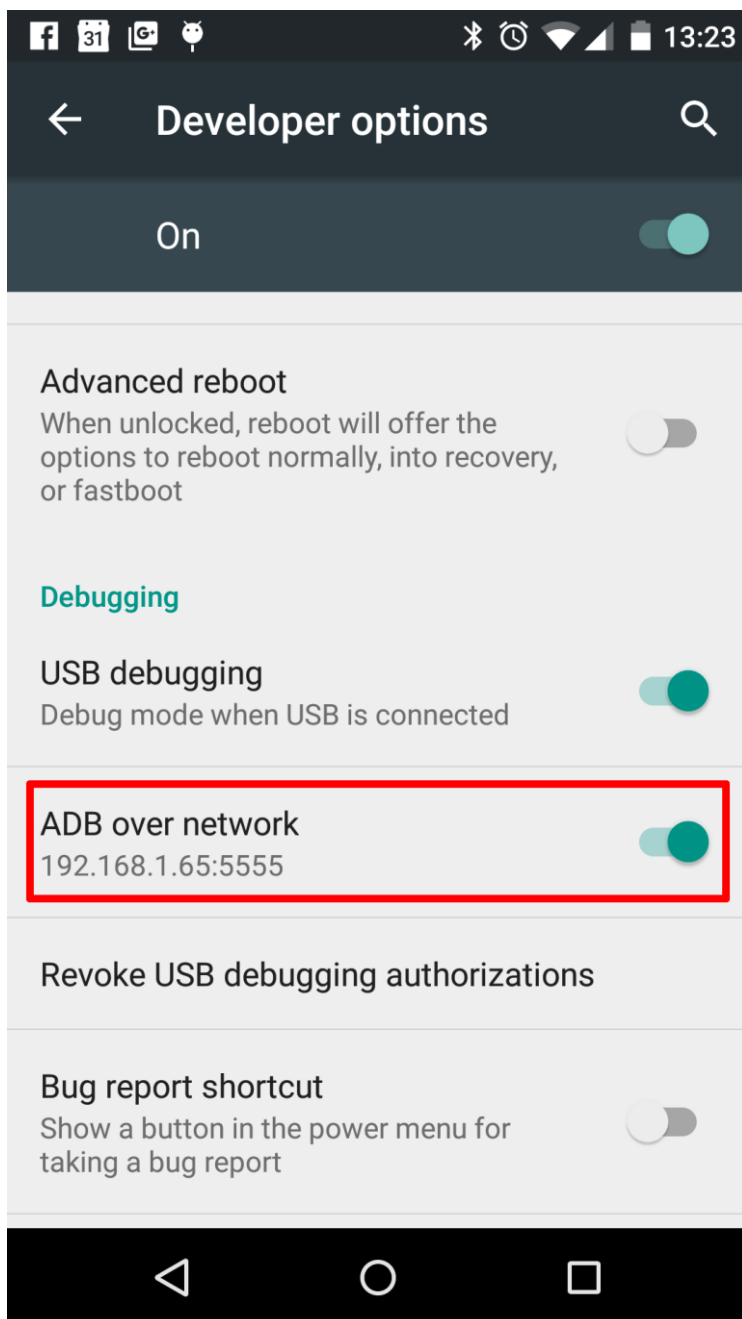 31
G+
13:23
Developer options
On
Advanced reboot
When unlocked, reboot will offer the
options to reboot normally, into recovery,
or fastboot
Debugging
USB debugging
Debug mode when USB is connected
ADB over network
192.168.1.65:5555
Revoke USB debugging authorizations
Bug report shortcut
Show a button in the power menu for
taking a bug report